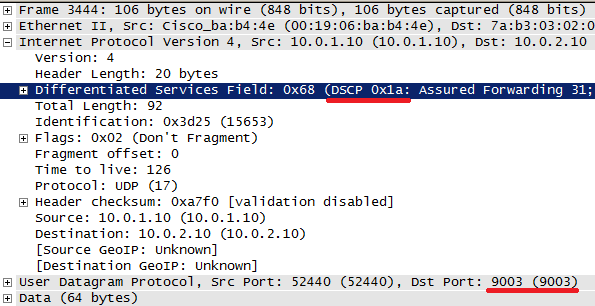 Frame 3444: 106 bytes on wire (848 bits), 106 bytes captured (848 bits)
Ethernet II, Src: Cisco_ba:b4:4e (00:19:06:ba:b4:4e), Dst: 7a:b3:03:02:0
Internet Protocol Version 4, Src: 10.0.1.10 (10.0.1.10), Dst: 10.0.2.10
Version: 4
Header Length: 20 bytes
Differentiated Services Field: 0x68 (DSCP 0x1a: Assured Forwarding 31;
Total Length: 92
Identification: 0x3d25 (15653)
Flags: 0x02 (Don't Fragment)
Fragment offset: 0
Time to live: 126
Protocol: UDP (17)
Header checksum: 0xa7f0 [validation disabled]
Source: 10.0.1.10 (10.0.1.10)
Destination: 10.0.2.10 (10.0.2.10)
[Source GeoIP: Unknown]
[Destination GeoIP: Unknown]
User Datagram Protocol, Src Port: 52440 (52440), Dst Port: 9003 (9003)
Data (64 bytes)